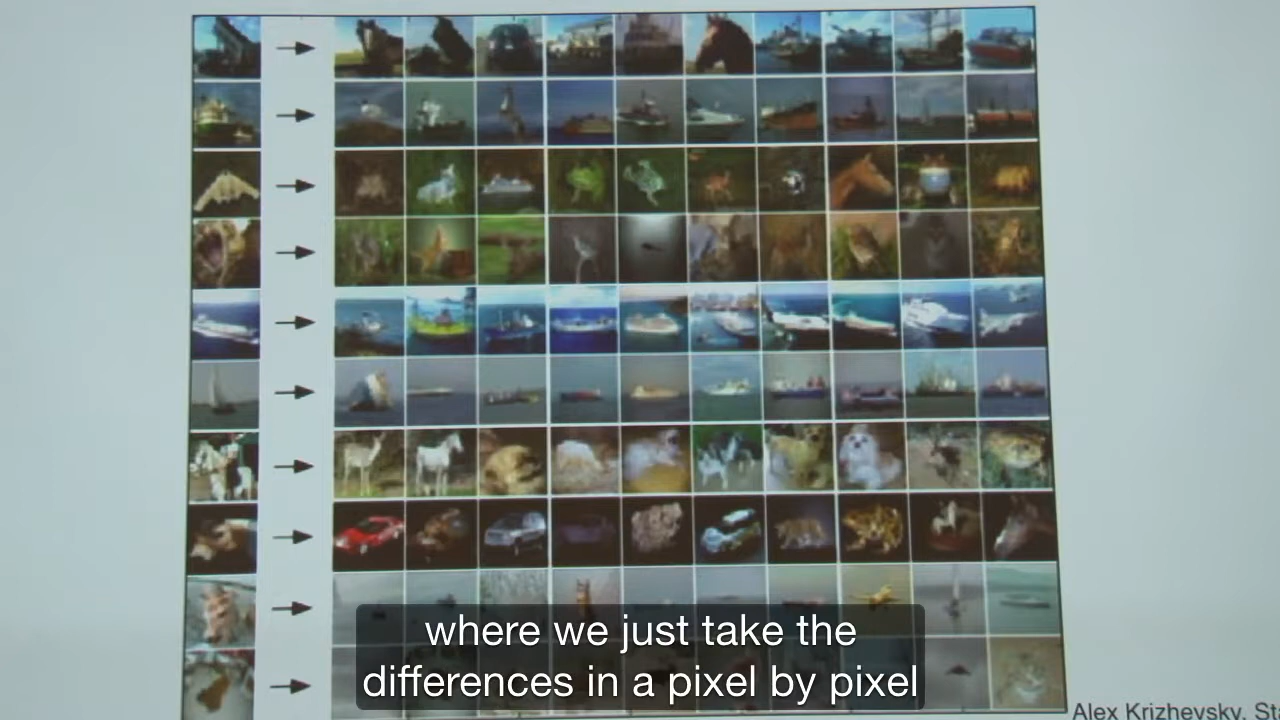 where we just take the
differences in a pixel by pixel
Alex Krizhevsky, St